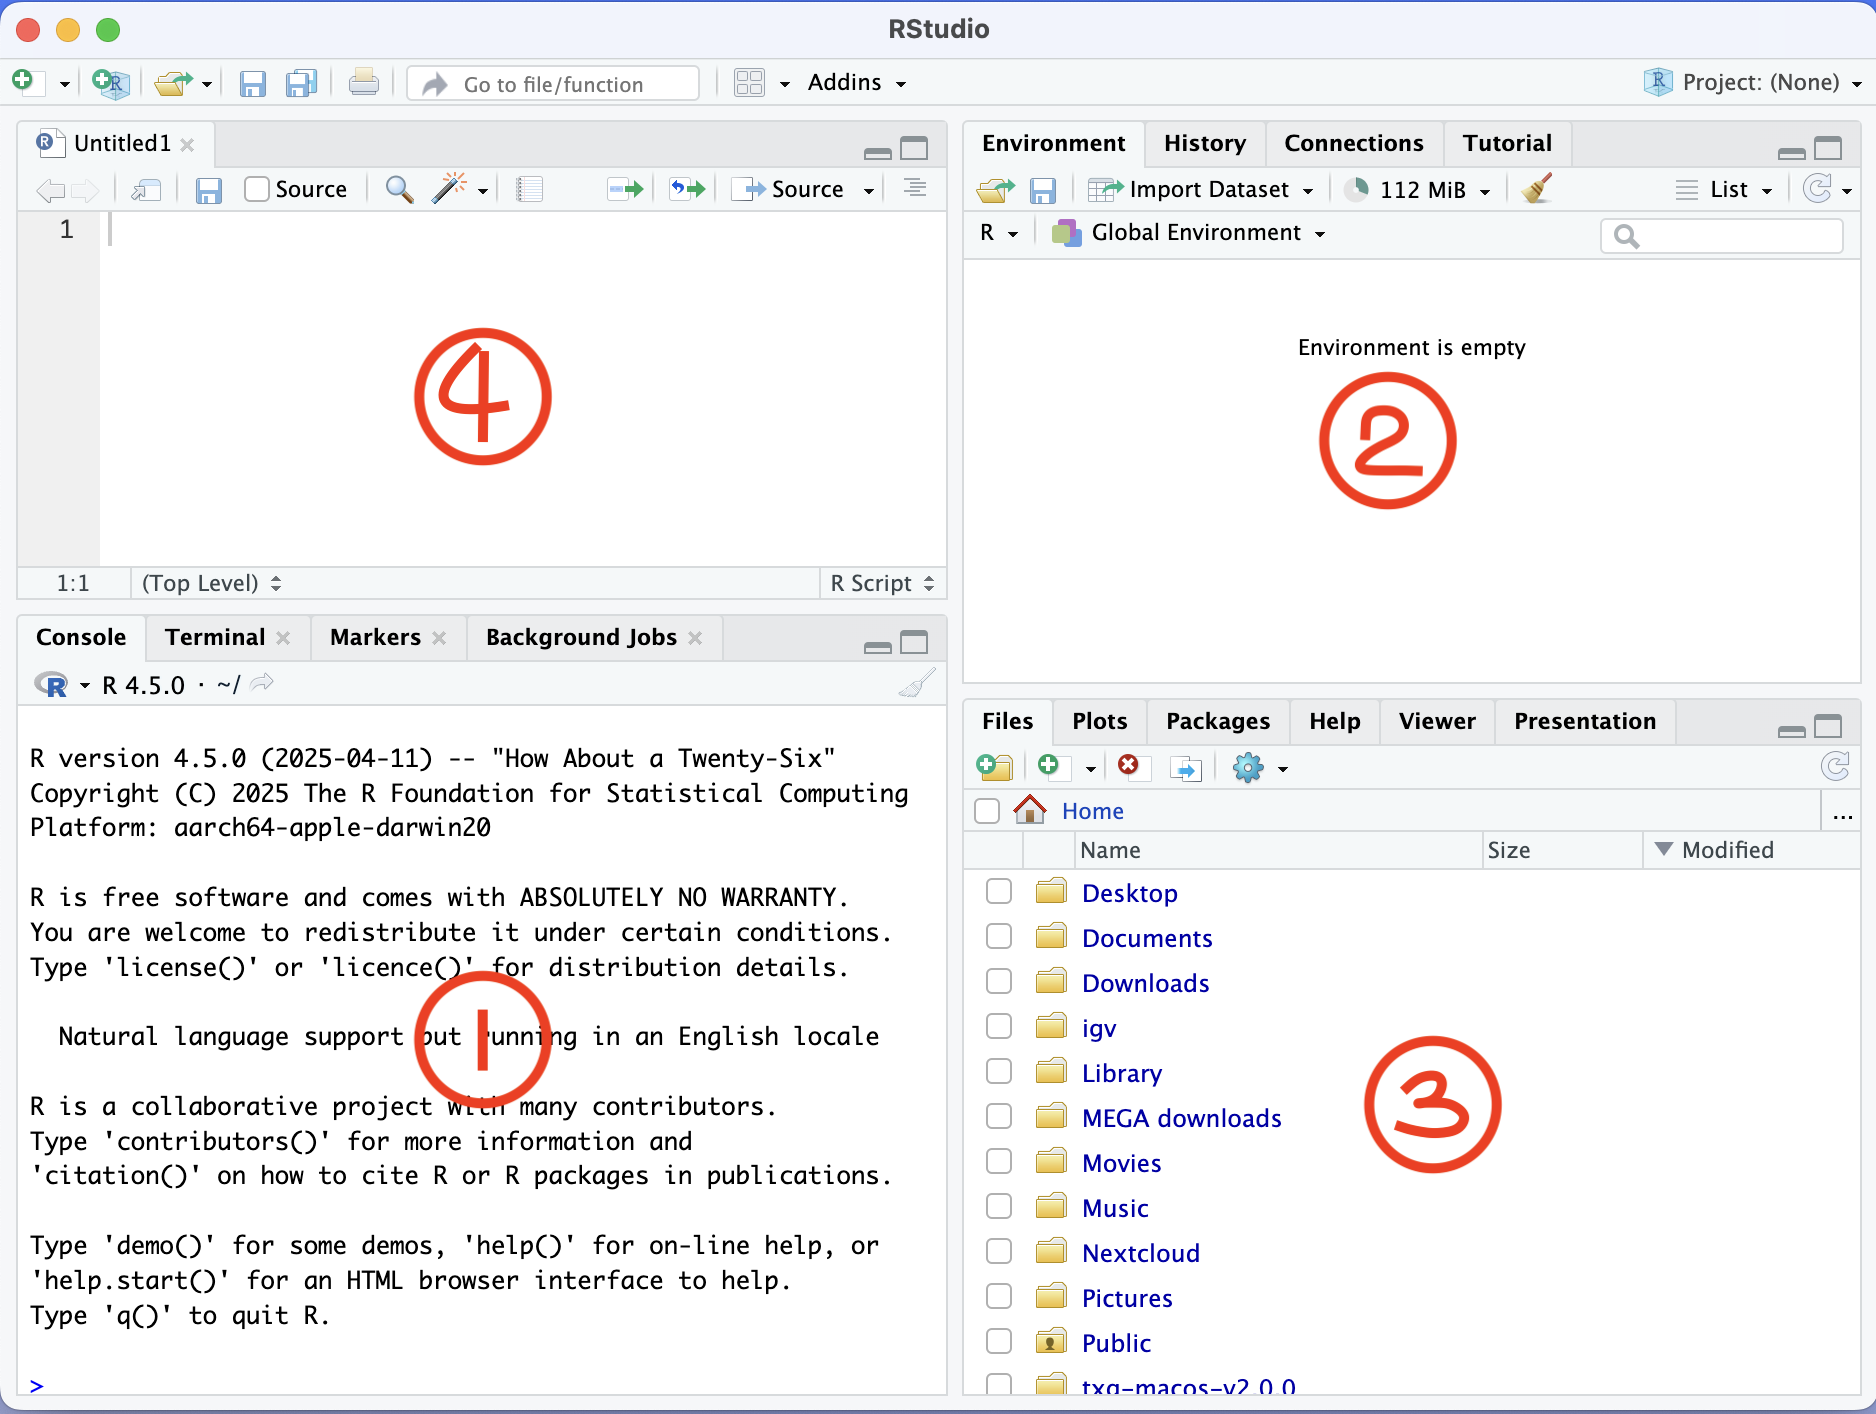 RStudio
Go to file/function
Addins
Project: (None)
Untitled1
Source
Source
1
4
1:1
(Top Level)
R Script
Console
Terminal
Markers
Background Jobs
R 4.5.0 · ~/
R version 4.5.0 (2025-04-11) -- "How About a Twenty-Six"
Copyright (C) 2025 The R Foundation for Statistical Computing
Platform: aarch64-apple-darwin20
R is free software and comes with ABSOLUTELY NO WARRANTY.
You are welcome to redistribute it under certain conditions.
Type 'license()' or 'licence()' for distribution details.
Natural language support but running in an English locale
1
R is a collaborative project with many contributors.
Type 'contributors()' for more information and
'citation()' on how to cite R or R packages in publications.
Type 'demo()' for some demos, 'help()' for on-line help, or
'help.start()' for an HTML browser interface to help.
Type 'q()' to quit R.
>
Environment
History
Connections
Tutorial
Import Dataset
112 MiB
List
R
Global Environment
Environment is empty
2
Files
Plots
Packages
Help
Viewer
Presentation
Home
...
Name
Size
Modified
Desktop
Documents
Downloads
igv
Library
MEGA downloads
3
Movies
Music
Nextcloud
Pictures
Public
txg-macos-v2.0.0